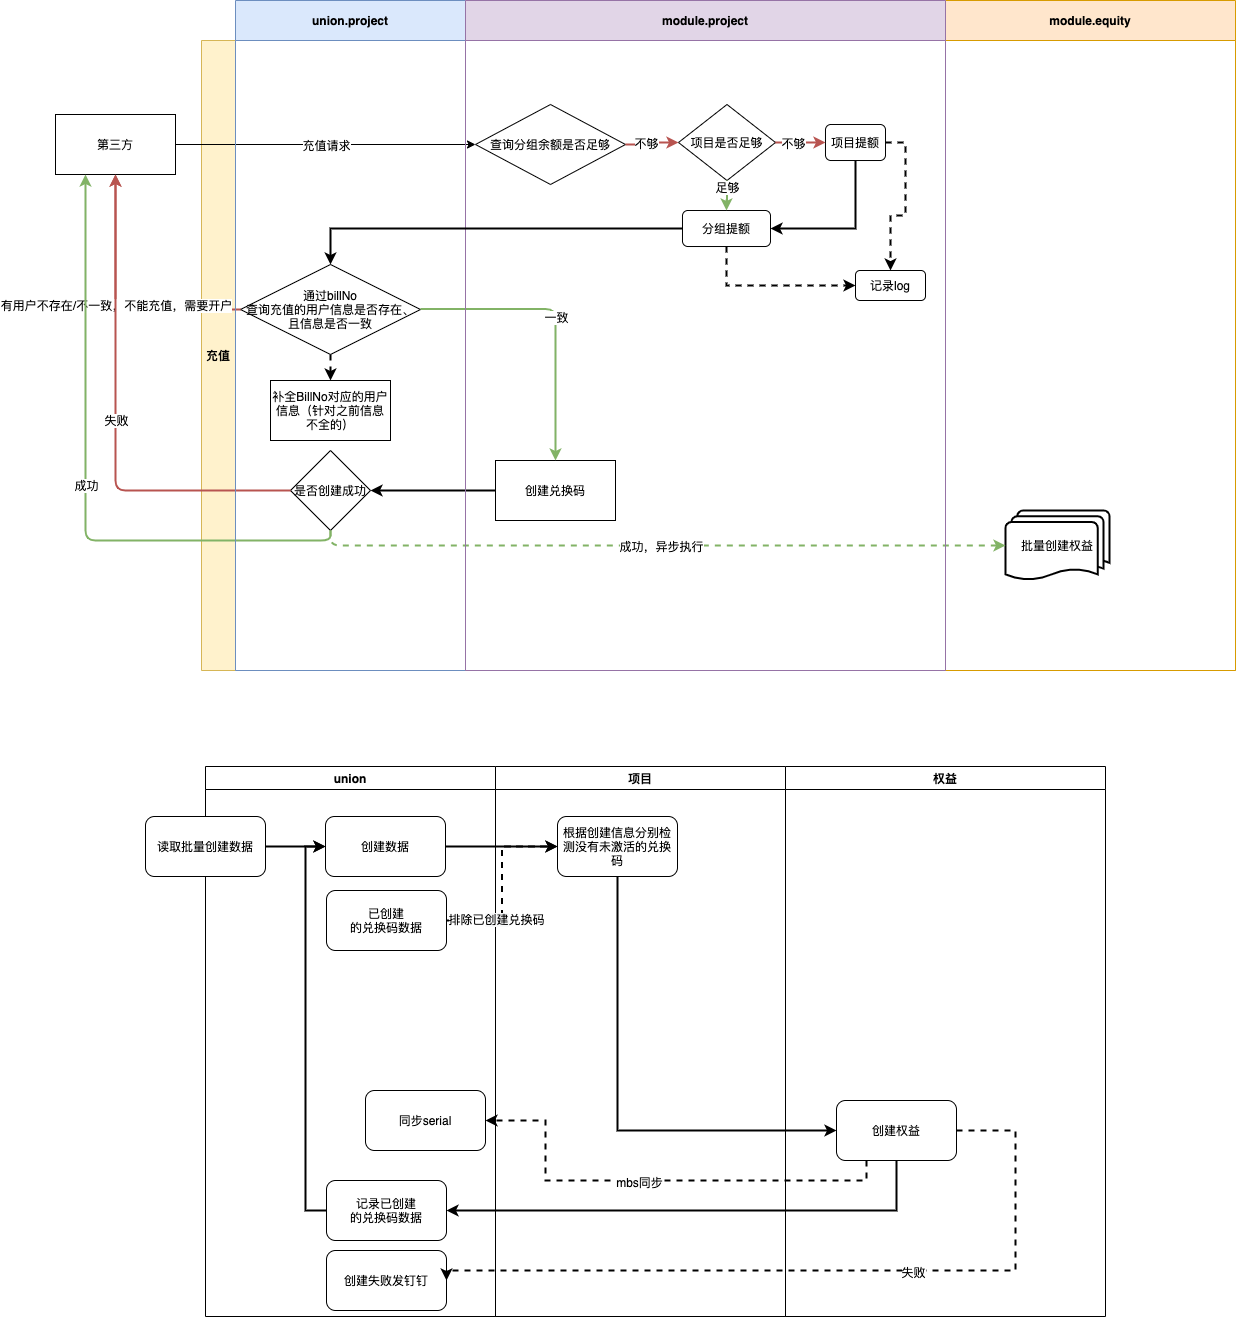 union.project
module.project
module.equity
充值
第三方
充值请求
查询分组余额是否足够
不够
项目是否足够
不够
项目提额
足够
分组提额
记录log
通过billNo
查询充值的用户信息是否存在、
且信息是否一致
有用户不存在/不一致，不能充值，需要开户
一致
补全BillNo对应的用户
信息（针对之前信息
不全的）
失败
成功
是否创建成功
创建兑换码
成功，异步执行
批量创建权益
union
项目
权益
读取批量创建数据
创建数据
根据创建信息分别检
测没有未激活的兑换
码
已创建
的兑换码数据
排除已创建兑换码
同步serial
创建权益
mbs同步
记录已创建
的兑换码数据
创建失败发钉钉
失败